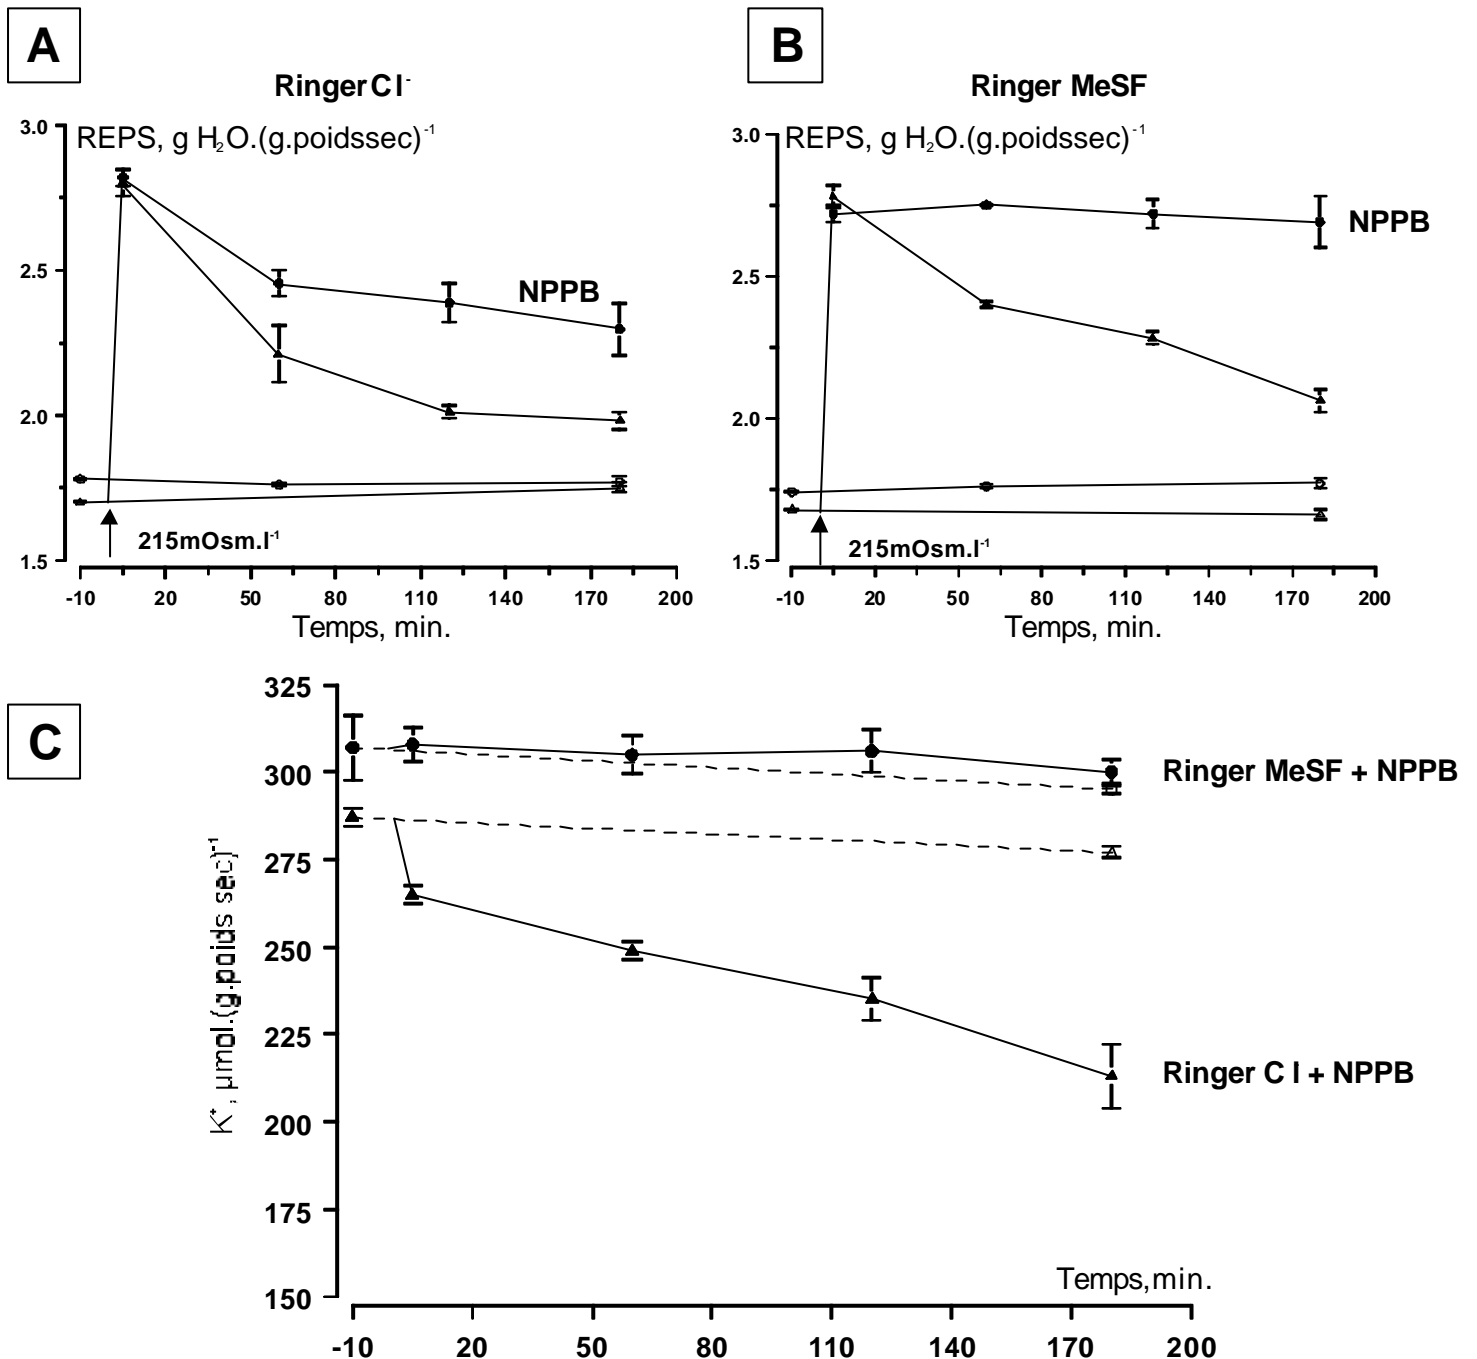 A
B
Ringer Cl-
Ringer MeSF
REPS, g H2O.(g.poidssec)-1
REPS, g H2O.(g.poidssec)-1
3.0
2.5
2.0
1.5
3.0
2.5
2.0
1.5
NPPB
NPPB
215mOsm.l-1
215mOsm.l-1
-10 20 50 80 110 140 170 200
-10 20 50 80 110 140 170 200
Temps, min.
Temps, min.
C
325
300
275
250
225
200
175
150
K+, µmol.(g.poids sec)-1
Ringer MeSF + NPPB
Ringer Cl + NPPB
Temps,min.
-10 20 50 80 110 140 170 200